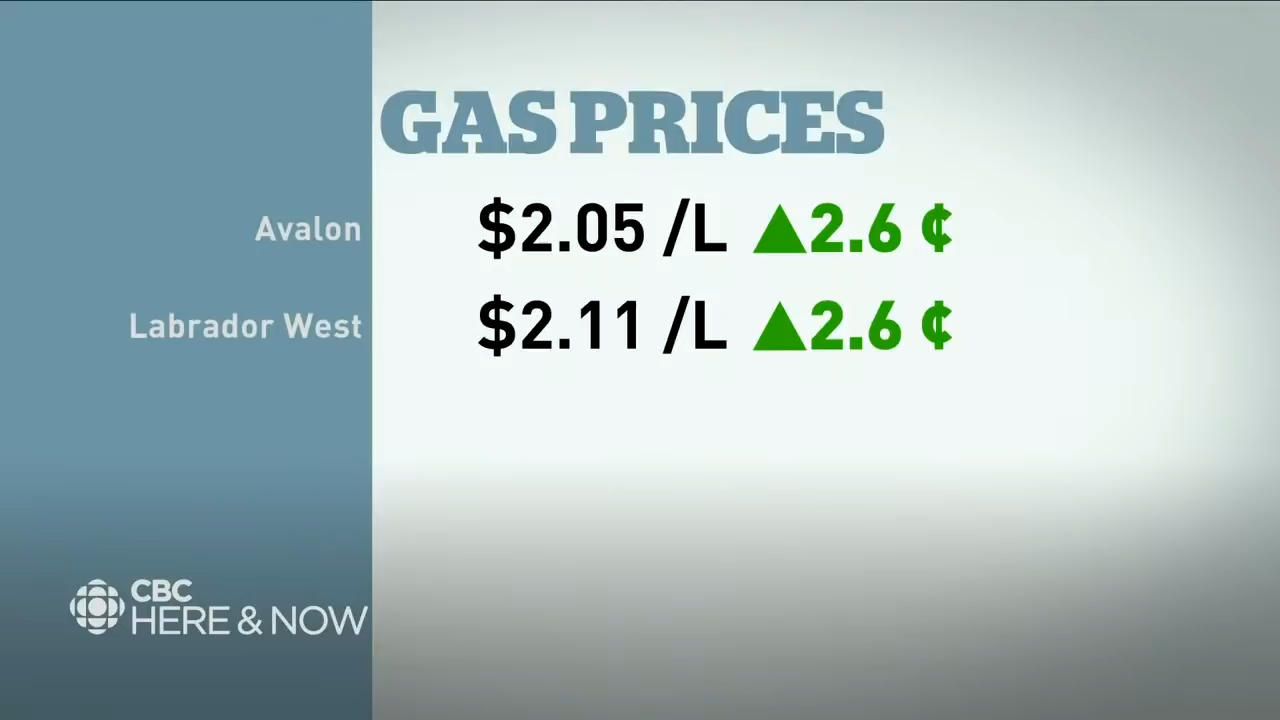 GAS PRICES
Avalon $2.05 /L ▲2.6 ¢
Labrador West $2.11 /L ▲2.6 ¢
CBC
HERE & NOW